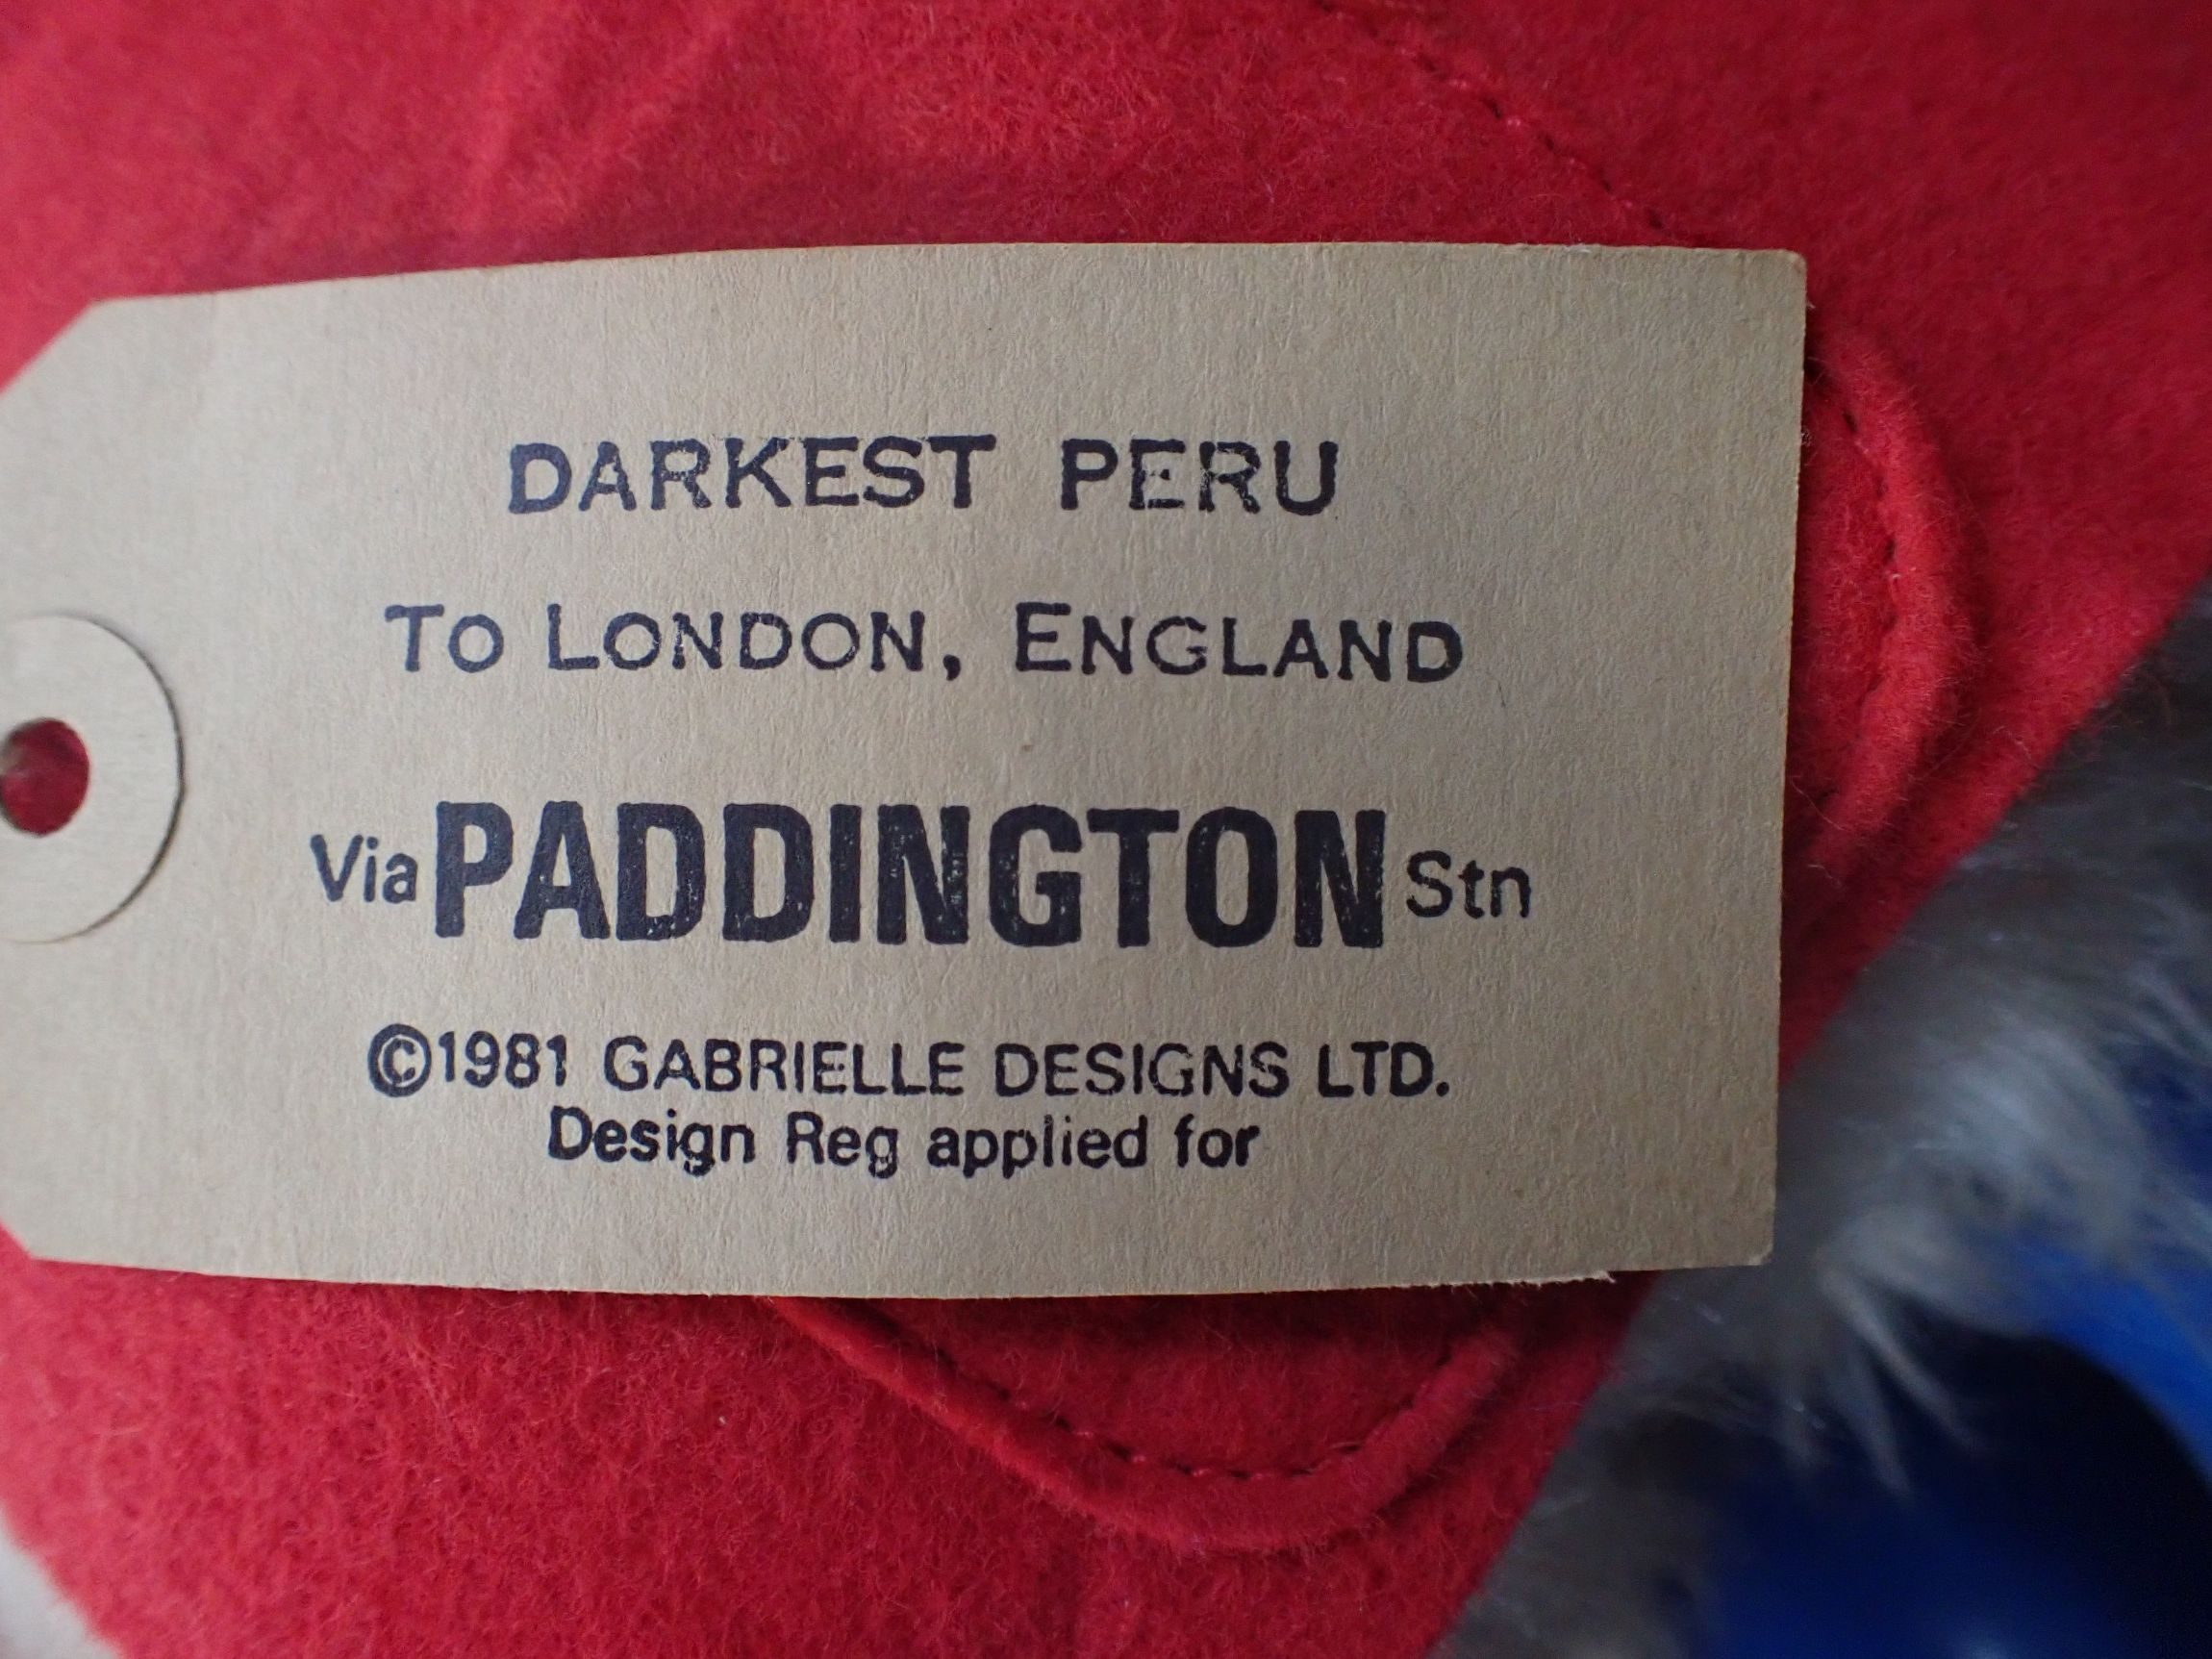 DARKEST PERU
TO LONDON, ENGLAND
Via PADDINGTON Stn
©1981 GABRIELLE DESIGNS LTD.
Design Reg applied for